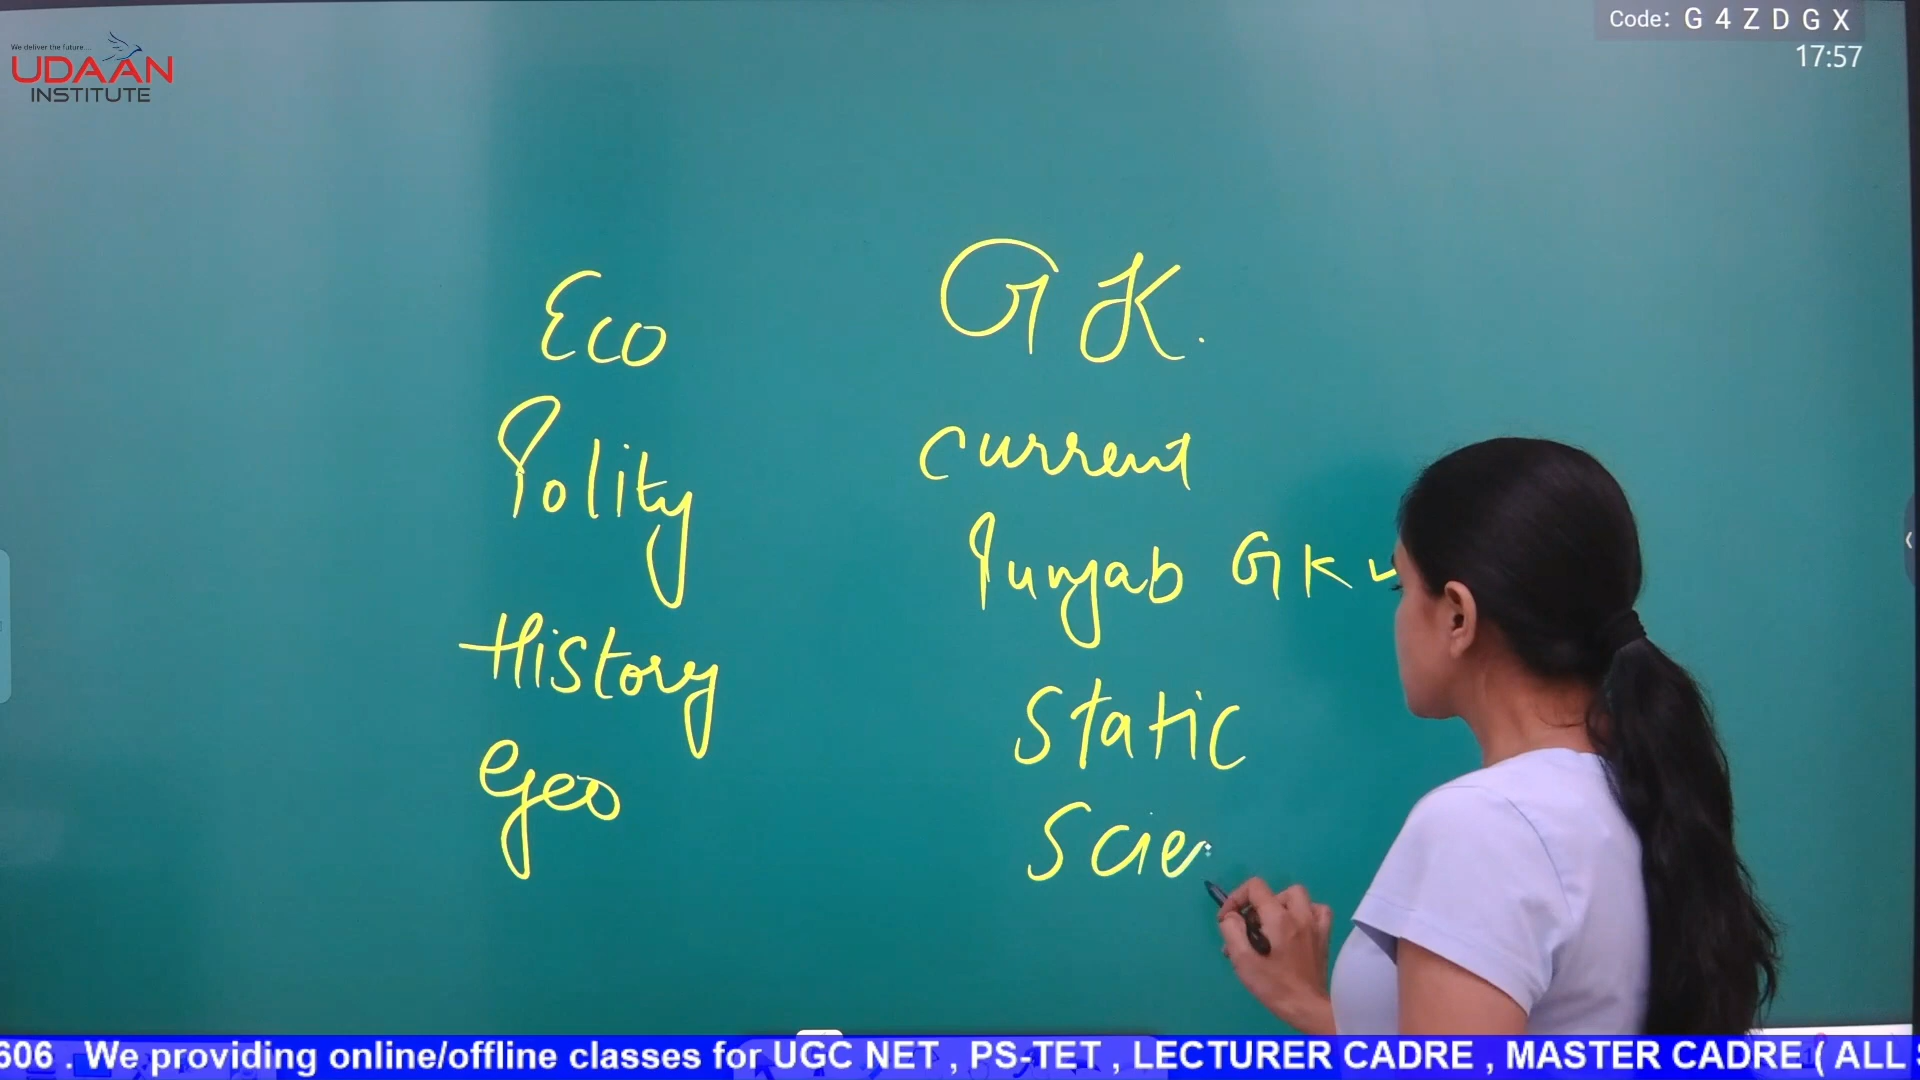 We deliver the future....
UDAAN
INSTITUTE
Code: G 4 Z D G X
17:57
Eco
Polity
History
Geo
GK.
Current
Punjab GK ✓
Static
Scie
606 . We providing online/offline classes for UGC NET , PS-TET , LECTURER CADRE , MASTER CADRE ( ALL